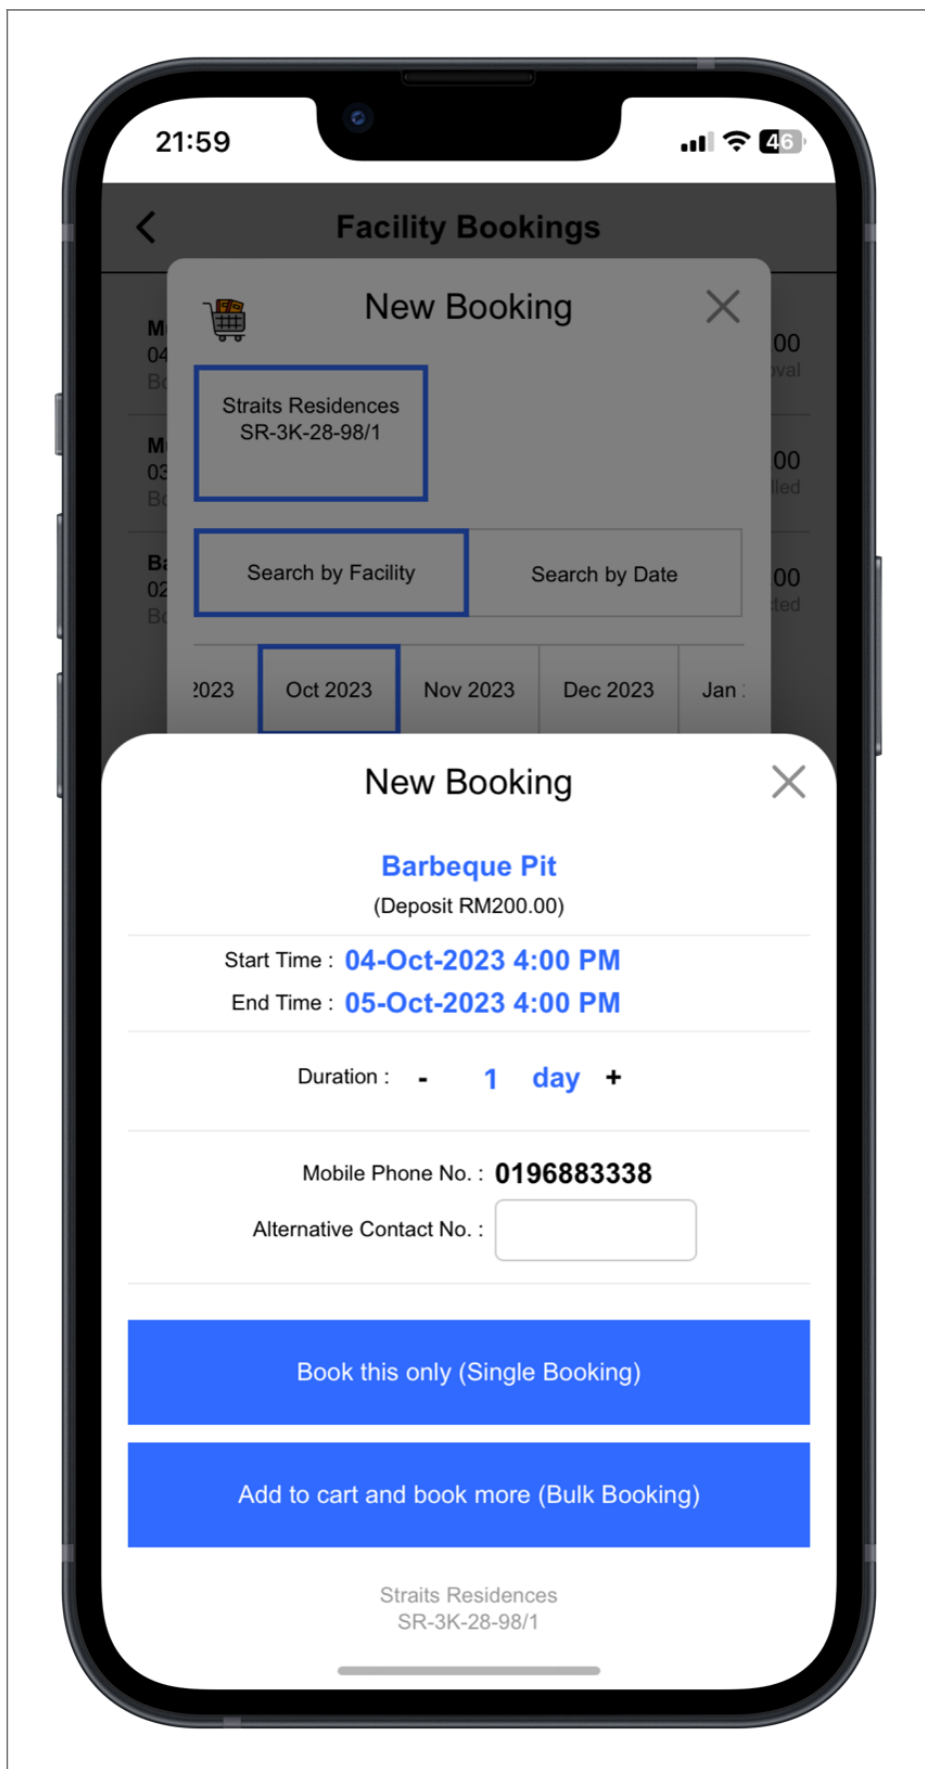 21:59
46
Facility Bookings
New Booking
00
Straits Residences
SR-3K-28-98/1
00
Search by Facility
Search by Date
00
Oct 2023
Nov 2023
Dec 2023
Jan
New Booking
Barbeque Pit
(Deposit RM200.00)
Start Time : 04-Oct-2023 4:00 PM
End Time : 05-Oct-2023 4:00 PM
Duration : - 1 day +
Mobile Phone No. : 0196883338
Alternative Contact No. :
Book this only (Single Booking)
Add to cart and book more (Bulk Booking)
Straits Residences
SR-3K-28-98/1